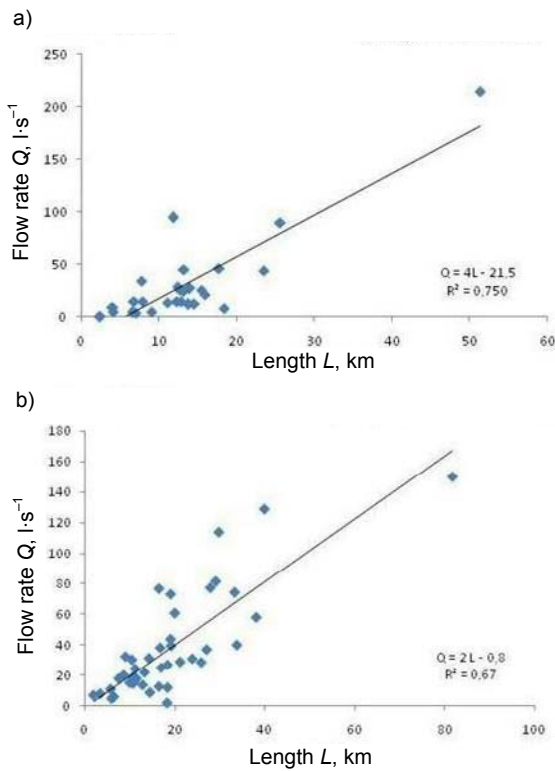 a)
250
200
150
100
50
0
Flow rate Q, l·s⁻¹
0 10 20 30 40 50 60
Length L, km
Q = 4L - 21,5
R² = 0,750
b)
180
160
140
120
100
80
60
40
20
0
Flow rate Q, l·s⁻¹
0 20 40 60 80 100
Length L, km
Q = 2L - 0,8
R² = 0,67